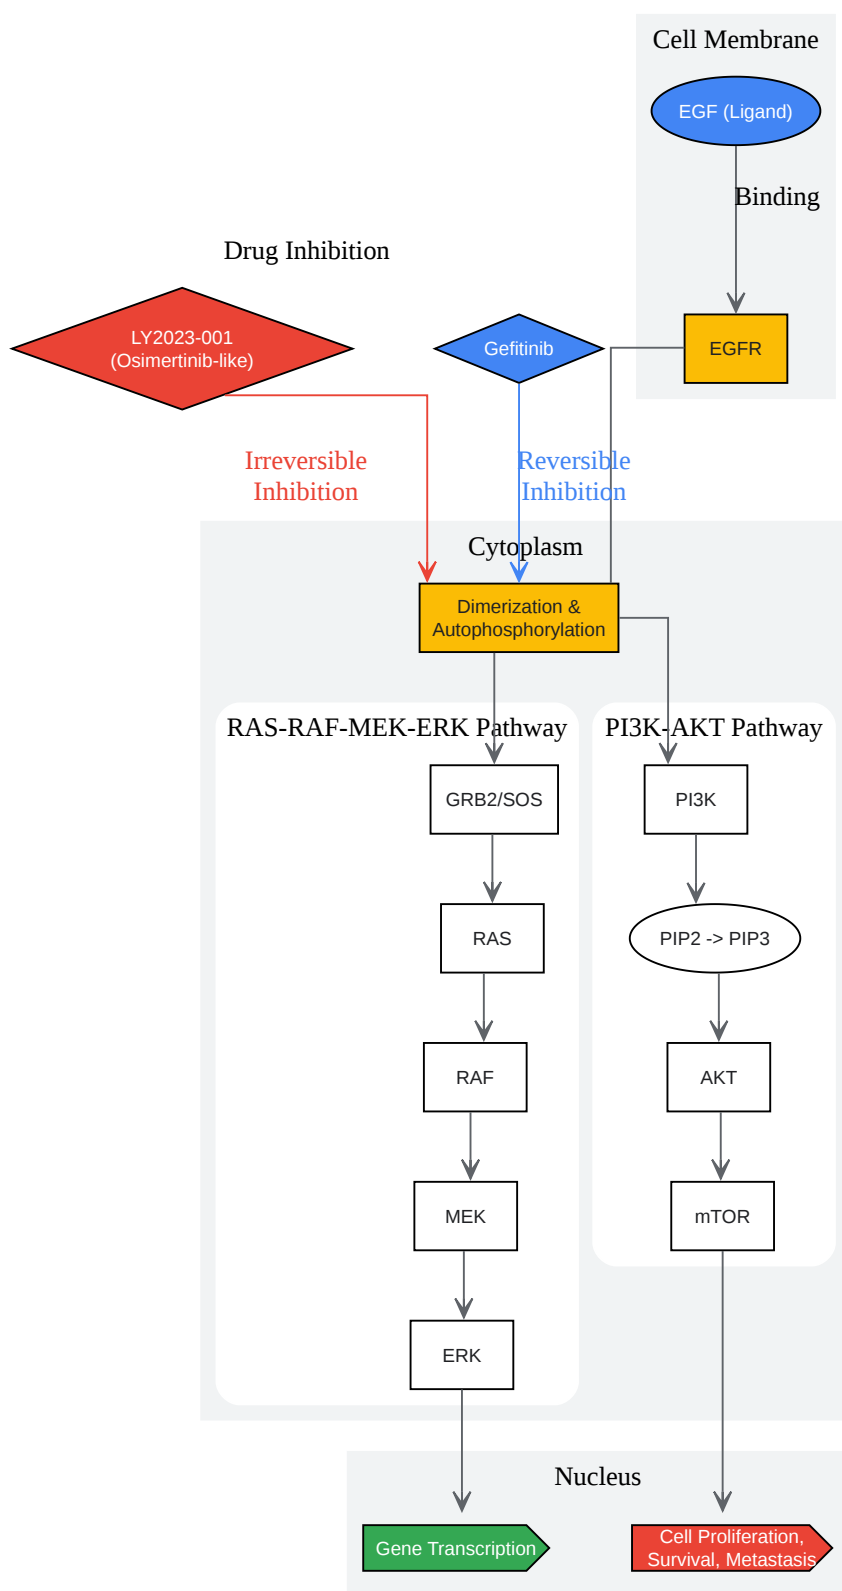 Cell Membrane
EGF (Ligand)
Binding
Drug Inhibition
LY2023-001
(Osimertinib-like)
Gefitinib
EGFR
Irreversible
Inhibition
Reversible
Inhibition
Cytoplasm
Dimerization &
Autophosphorylation
RAS-RAF-MEK-ERK Pathway
PI3K-AKT Pathway
GRB2/SOS
PI3K
RAS
PIP2 -> PIP3
RAF
AKT
MEK
mTOR
ERK
Nucleus
Gene Transcription
Cell Proliferation,
Survival, Metastasis